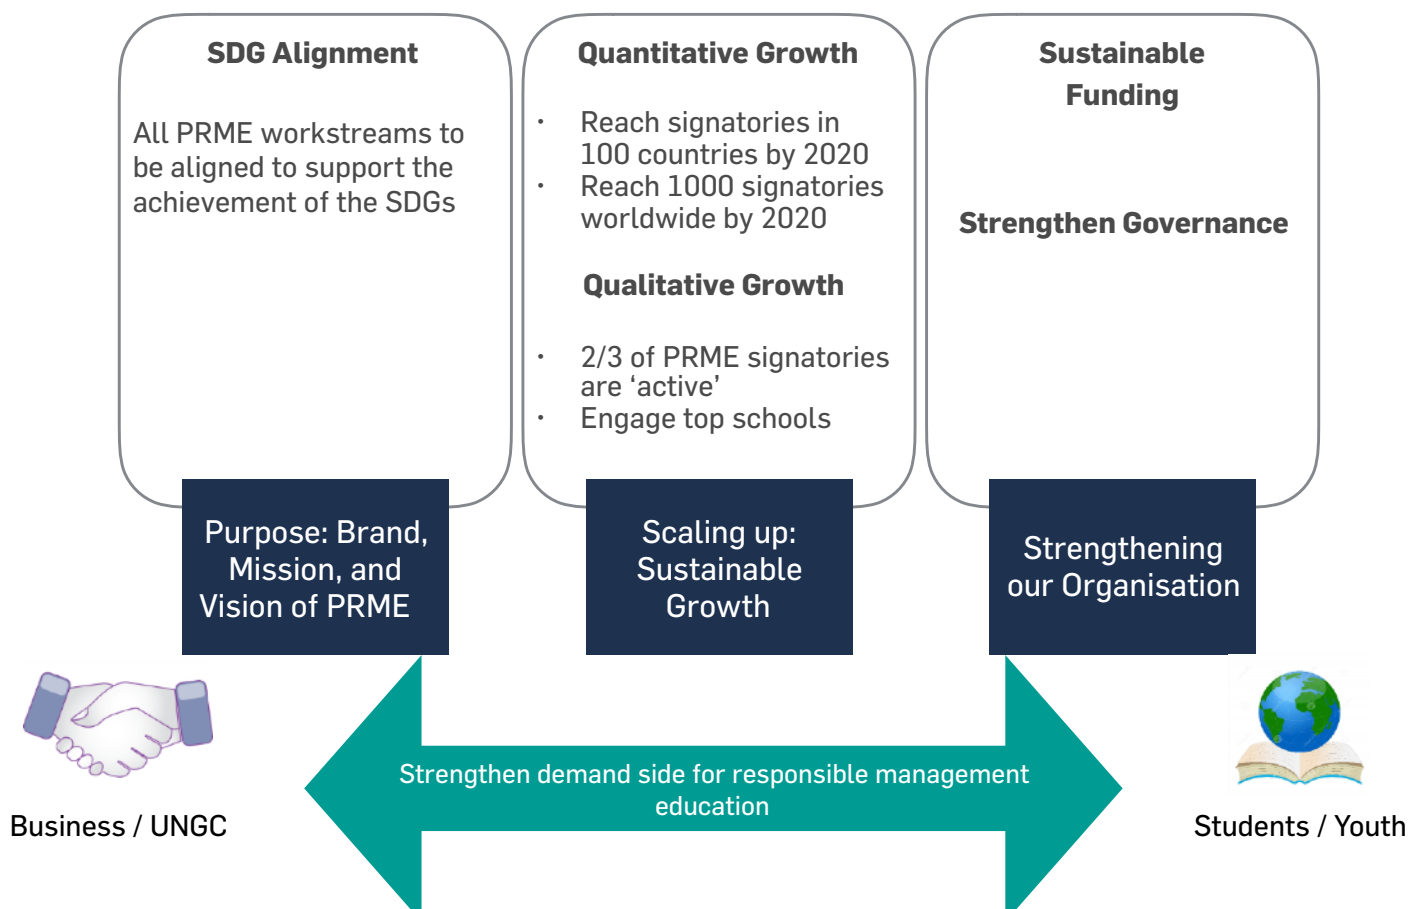 SDG Alignment
All PRME workstreams to
be aligned to support the
achievement of the SDGs
Quantitative Growth
· Reach signatories in
100 countries by 2020
· Reach 1000 signatories
worldwide by 2020
Qualitative Growth
· 2/3 of PRME signatories
are ‘active’
· Engage top schools
Sustainable
Funding
Strengthen Governance
Purpose: Brand,
Mission, and
Vision of PRME
Scaling up:
Sustainable
Growth
Strengthening
our Organisation
Strengthen demand side for responsible management
education
Business / UNGC
Students / Youth